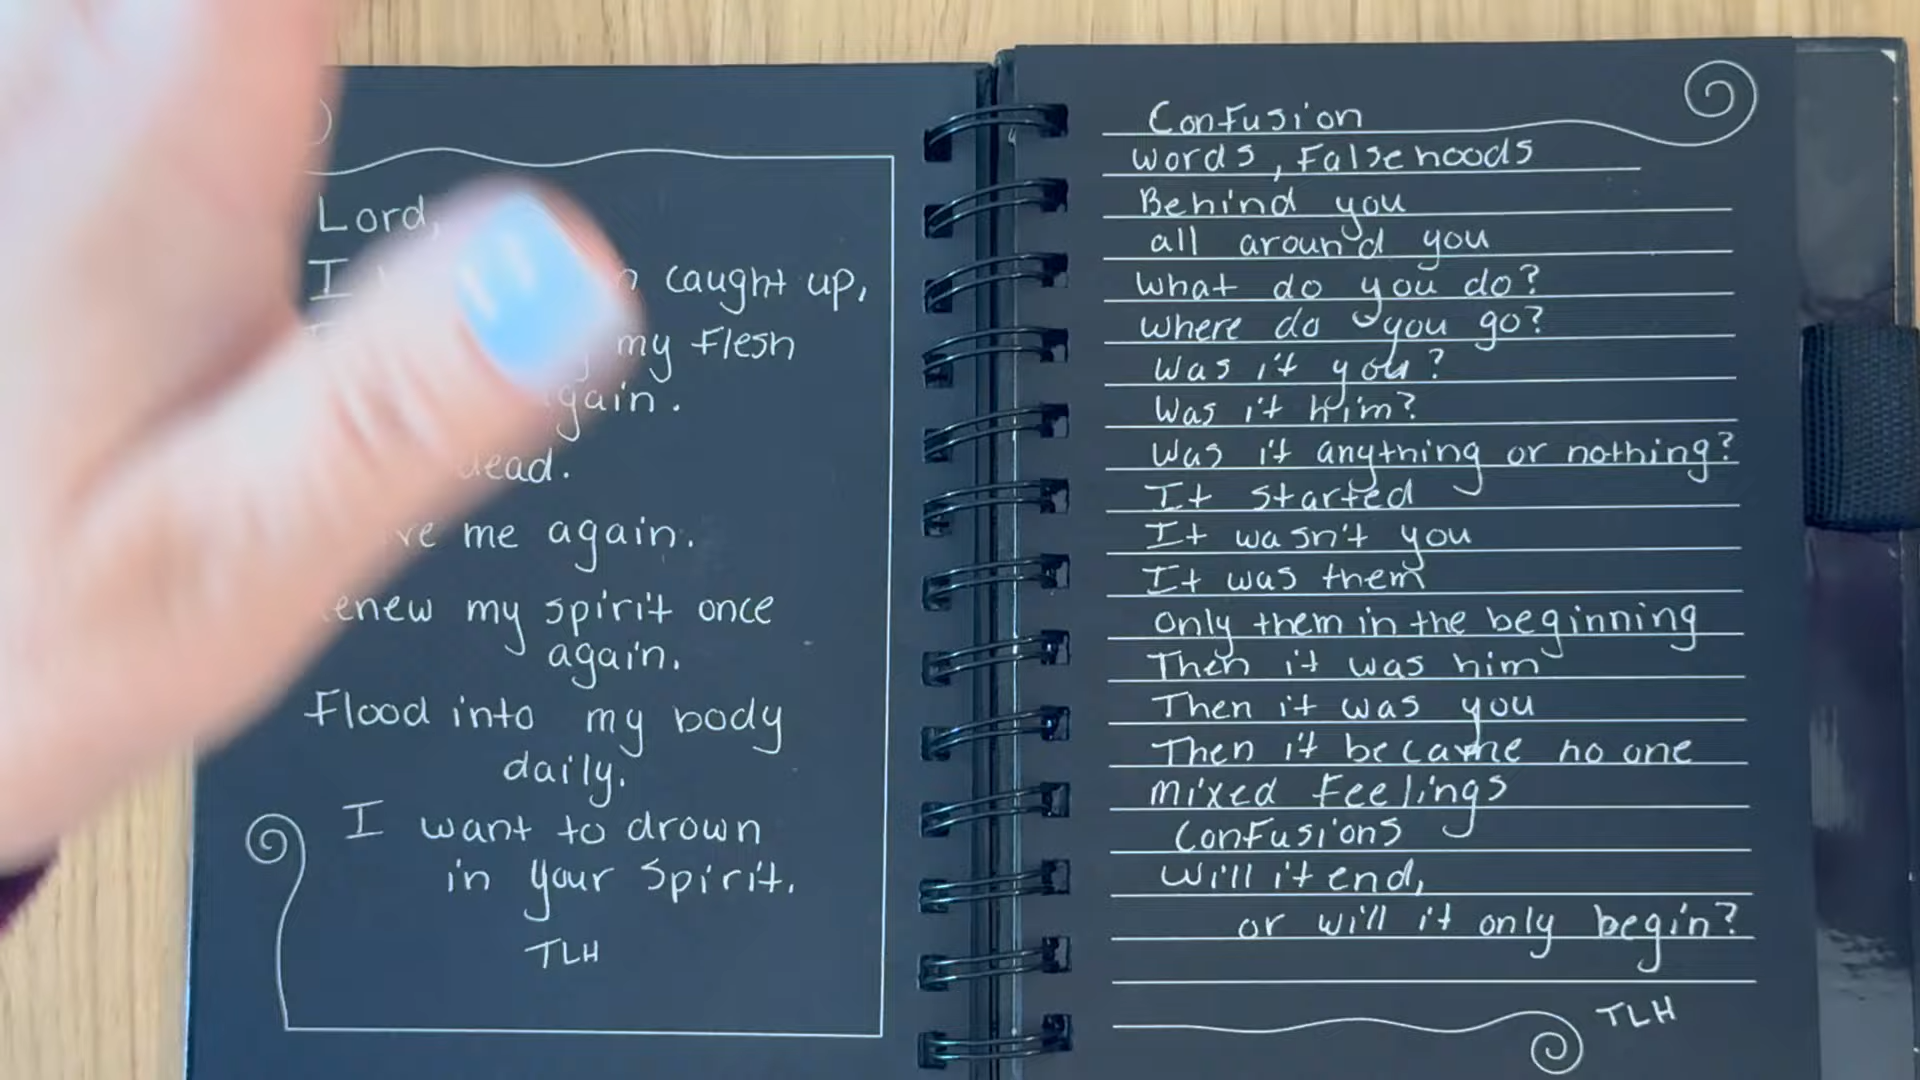 Lord,
I caught up,
my flesh
again.
dead.
me again.
renew my spirit once
again.
Flood into my body
daily.
I want to drown
in your spirit.
TLH
Confusion
words, Falsehoods
Behind you
all around you
What do you do?
where do you go?
Was it you?
Was it him?
Was it anything or nothing?
It started
It wasn't you
It was them
only them in the beginning
Then it was him
Then it was you
Then it became no one
mixed feelings
Confusions
will it end,
or will it only begin?
TLH